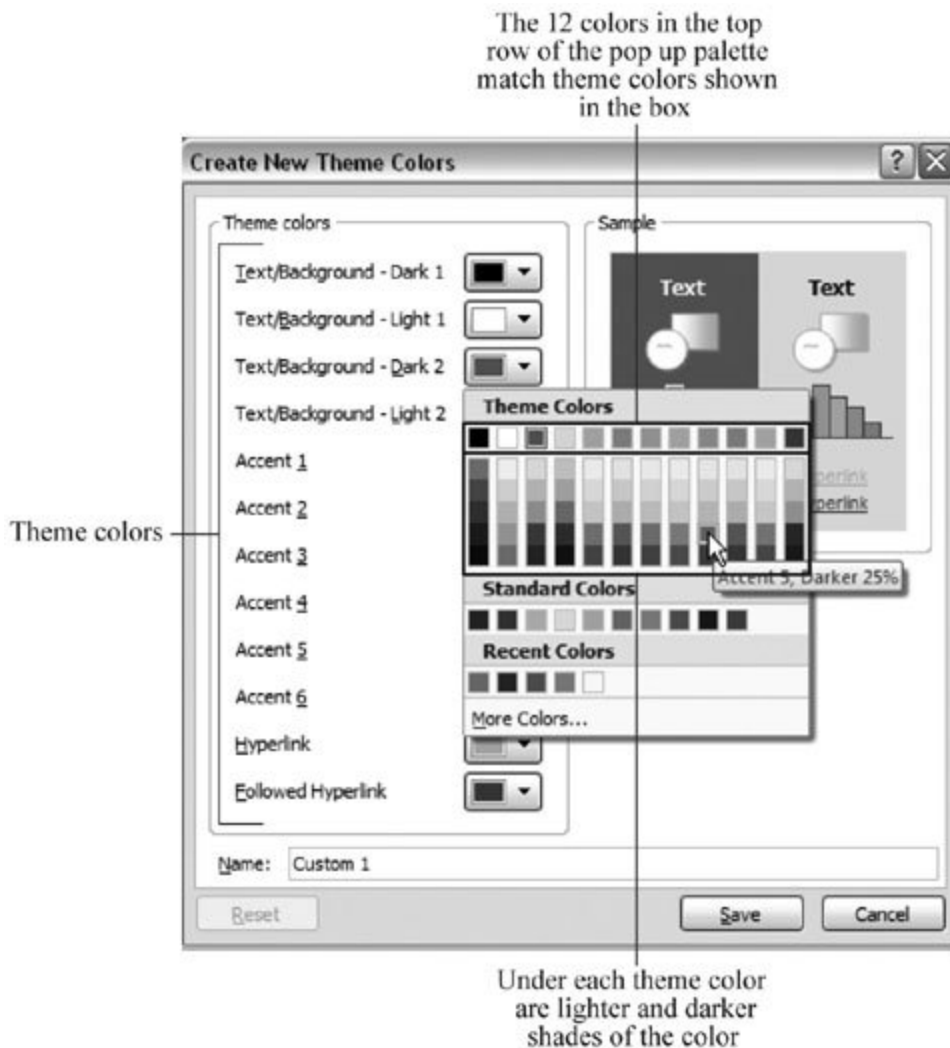 The 12 colors in the top
row of the pop up palette
match theme colors shown
in the box
Create New Theme Colors
Theme colors
Sample
Text/Background - Dark 1
Text/Background - Light 1
Text/Background - Dark 2
Text/Background - Light 2
Accent 1
Accent 2
Accent 3
Accent 4
Accent 5
Accent 6
Hyperlink
Followed Hyperlink
Text Text
Theme Colors
Accent 5, Darker 25%
Standard Colors
Recent Colors
More Colors...
Theme colors
Name: Custom 1
Reset Save Cancel
Under each theme color
are lighter and darker
shades of the color